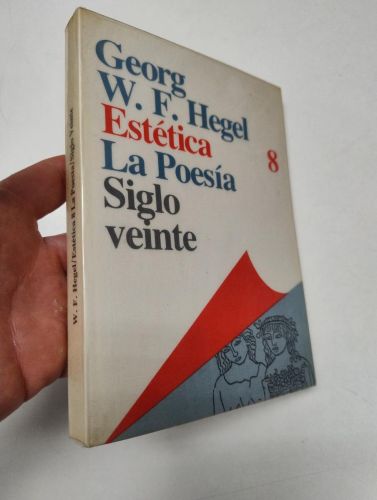 Georg
W. F. Hegel
Estética
La Poesía 8
Siglo
veinte
W. F. Hegel/Estética 8 La Poesía/Siglo Veinte